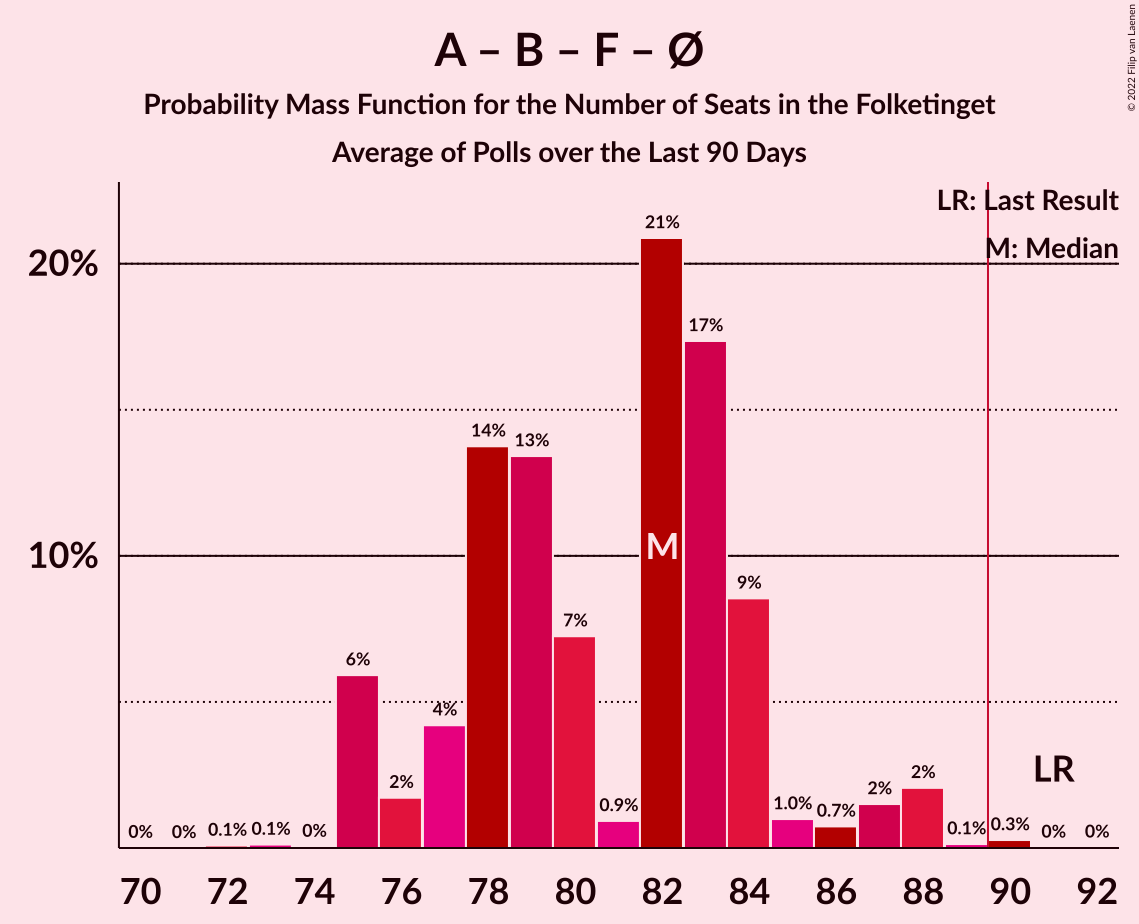 A – B – F – Ø
Probability Mass Function for the Number of Seats in the Folketinget
Average of Polls over the Last 90 Days
© 2022 Filip van Laenen
LR: Last Result
M: Median
20%
10%
0%
0%
0.1%
0.1%
0%
6%
2%
4%
14%
13%
7%
0.9%
21%
M
17%
9%
1.0%
0.7%
2%
2%
0.1%
0.3%
0%
0%
LR
70 72 74 76 78 80 82 84 86 88 90 92